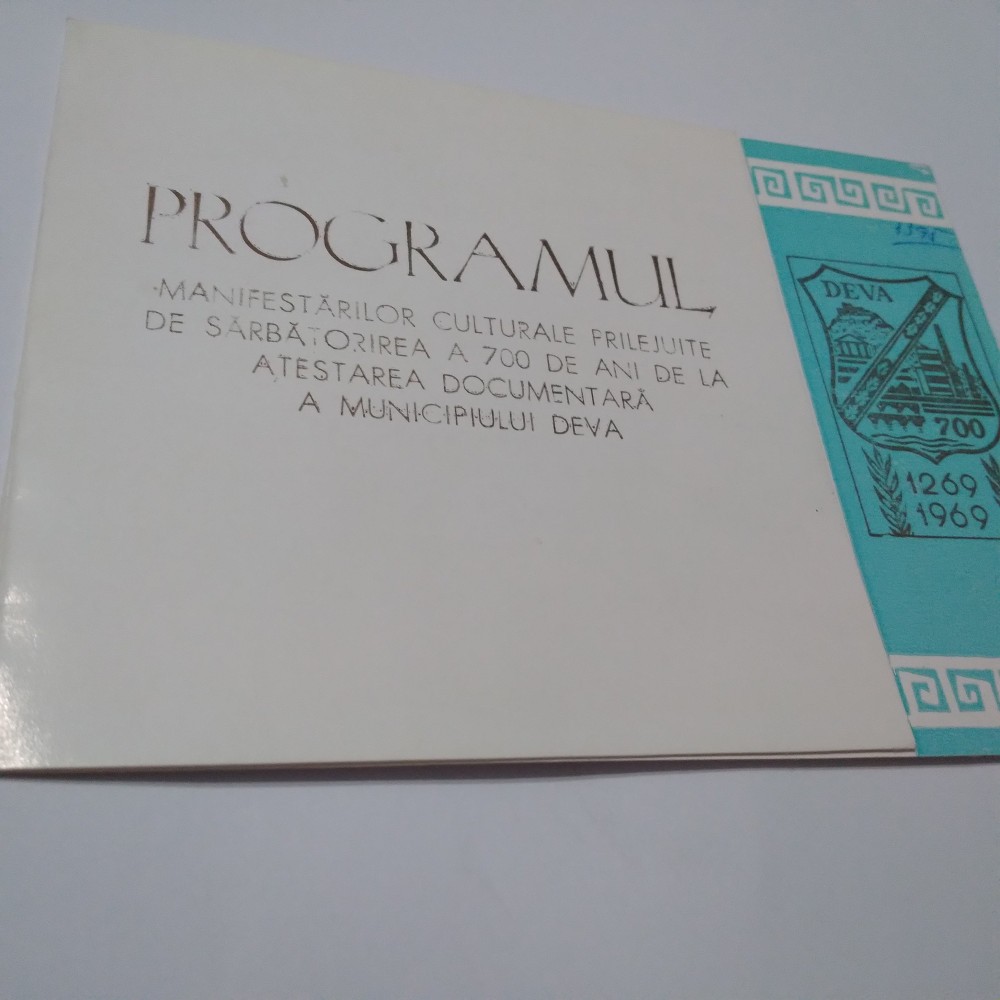 PROGRAMUL
MANIFESTĂRILOR CULTURALE PRILEJUITE
DE SĂRBĂTORIREA A 700 DE ANI DE LA
ATESTAREA DOCUMENTARĂ
A MUNICIPIULUI DEVA
DEVA
700
1269
1969